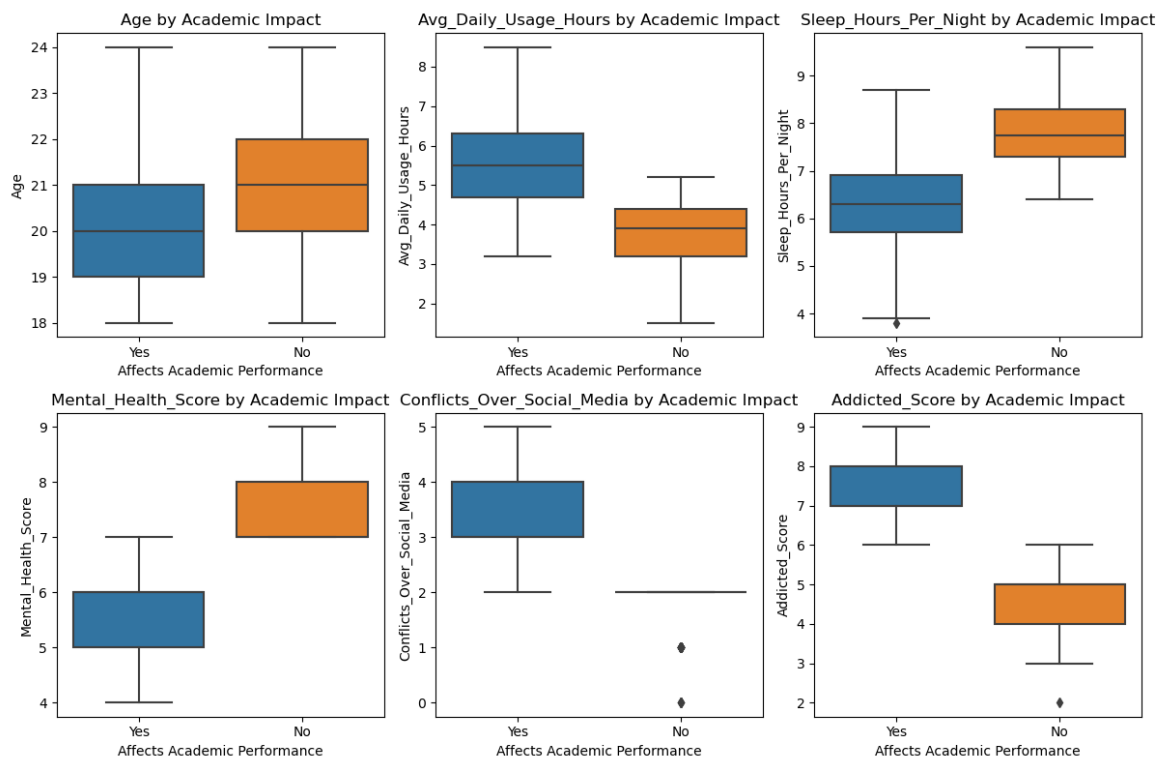 Age by Academic Impact
Age
24
23
22
21
20
19
18
Yes
No
Affects Academic Performance
Avg_Daily_Usage_Hours by Academic Impact
Avg_Daily_Usage_Hours
8
7
6
5
4
3
2
Yes
No
Affects Academic Performance
Sleep_Hours_Per_Night by Academic Impact
Sleep_Hours_Per_Night
9
8
7
6
5
4
Yes
No
Affects Academic Performance
Mental_Health_Score by Academic Impact
Mental_Health_Score
9
8
7
6
5
4
Yes
No
Affects Academic Performance
Conflicts_Over_Social_Media by Academic Impact
Conflicts_Over_Social_Media
5
4
3
2
1
0
Yes
No
Affects Academic Performance
Addicted_Score by Academic Impact
Addicted_Score
9
8
7
6
5
4
3
2
Yes
No
Affects Academic Performance